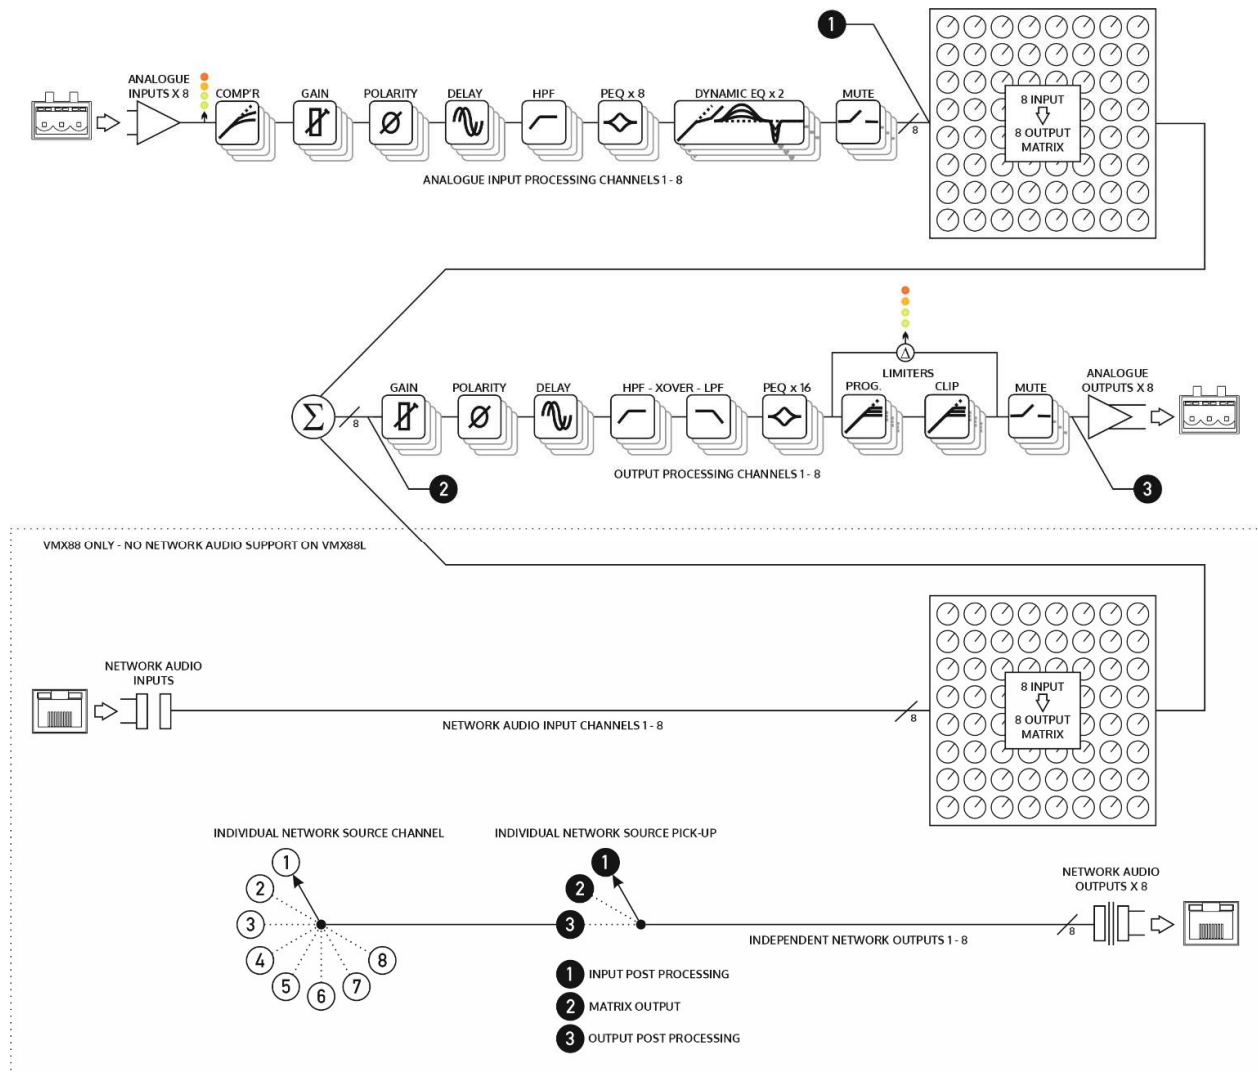 1
ANALOGUE
INPUTS X 8
COMP'R
GAIN
POLARITY
DELAY
HPF
PEQ x 8
DYNAMIC EQ x 2
MUTE
8
8 INPUT
8 OUTPUT
MATRIX
ANALOGUE INPUT PROCESSING CHANNELS 1 - 8
Σ
8
GAIN
POLARITY
DELAY
HPF - XOVER - LPF
PEQ x 16
PROG.
Δ
LIMITERS
CLIP
MUTE
ANALOGUE
OUTPUTS X 8
OUTPUT PROCESSING CHANNELS 1 - 8
2
3
VMX88 ONLY - NO NETWORK AUDIO SUPPORT ON VMX88L
NETWORK AUDIO
INPUTS
NETWORK AUDIO INPUT CHANNELS 1 - 8
8
8 INPUT
8 OUTPUT
MATRIX
INDIVIDUAL NETWORK SOURCE CHANNEL
1
2
3
4
5
6
7
8
INDIVIDUAL NETWORK SOURCE PICK-UP
1
2
3
INDEPENDENT NETWORK OUTPUTS 1 - 8
8
NETWORK AUDIO
OUTPUTS X 8
1 INPUT POST PROCESSING
2 MATRIX OUTPUT
3 OUTPUT POST PROCESSING